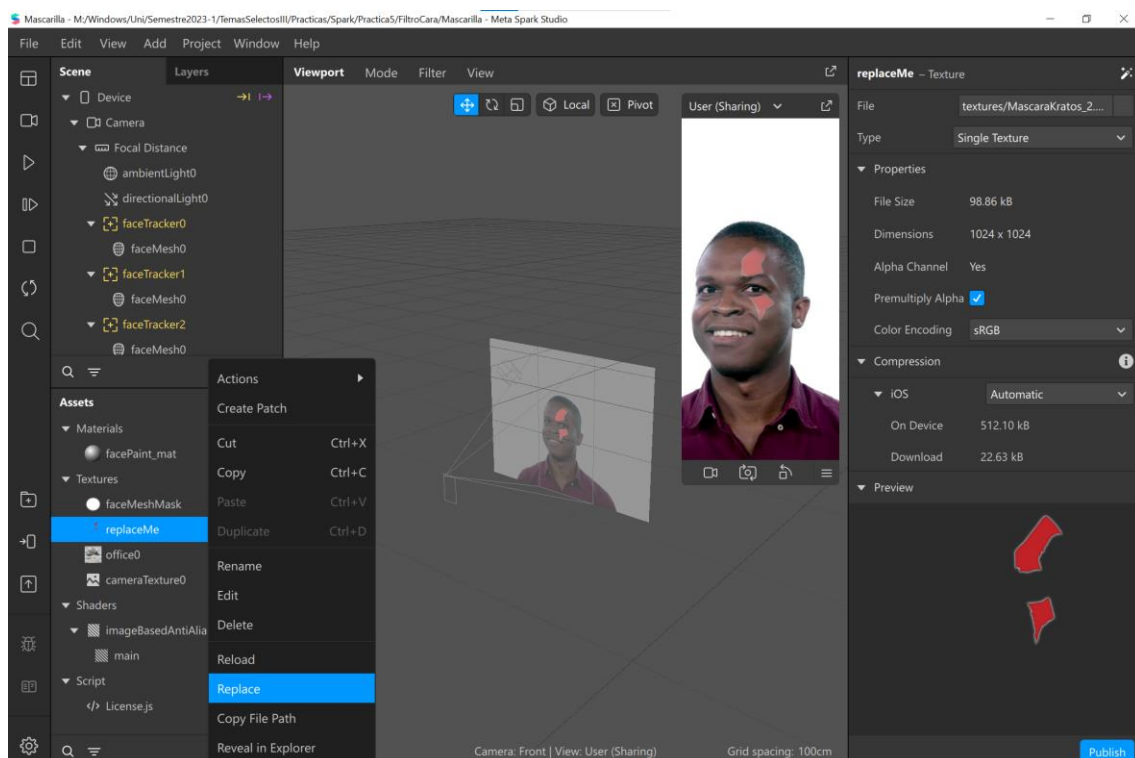 Mascarilla - M:/Windows/Uni/Semestre2023-1/TemasSelectosIII/Practicas/Spark/Practica5/FiltroCara/Mascarilla - Meta Spark Studio
File Edit View Add Project Window Help
Scene Layers
Device
Camera
Focal Distance
ambientLight0
directionalLight0
faceTracker0
faceMesh0
faceTracker1
faceMesh0
faceTracker2
faceMesh0
Assets
Materials
facePaint_mat
Textures
faceMeshMask
replaceMe
office0
cameraTexture0
Shaders
imageBasedAntiAlia
main
Script
License.js
Actions
Create Patch
Cut Ctrl+X
Copy Ctrl+C
Paste Ctrl+V
Duplicate Ctrl+D
Rename
Edit
Delete
Reload
Replace
Copy File Path
Reveal in Explorer
Viewport Mode Filter View
Local Pivot
User (Sharing)
Camera: Front | View: User (Sharing) Grid spacing: 100cm
replaceMe – Texture
File textures/MascaraKratos_2....
Type Single Texture
Properties
File Size 98.86 kB
Dimensions 1024 x 1024
Alpha Channel Yes
Premultiply Alpha
Color Encoding sRGB
Compression
iOS Automatic
On Device 512.10 kB
Download 22.63 kB
Preview
Publish